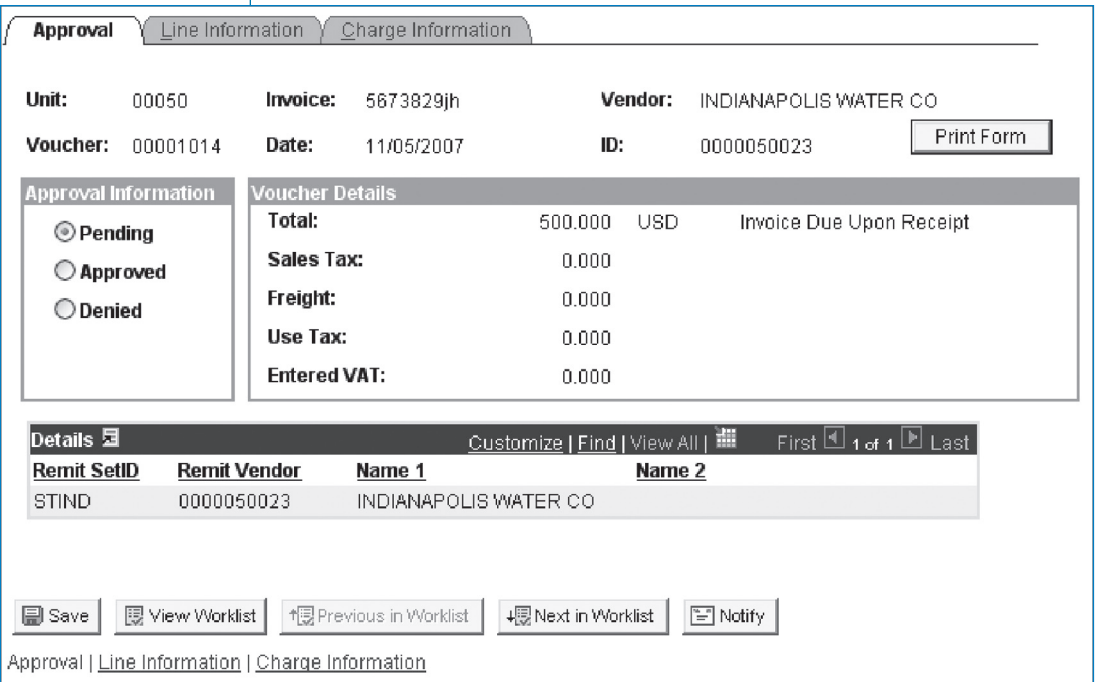 Approval Line Information Charge Information
Unit: 00050 Invoice: 5673829jh Vendor: INDIANAPOLIS WATER CO
Voucher: 00001014 Date: 11/05/2007 ID: 0000050023 Print Form
Approval Information Voucher Details
Pending Total: 500.000 USD Invoice Due Upon Receipt
Approved Sales Tax: 0.000
Denied Freight: 0.000
Use Tax: 0.000
Entered VAT: 0.000
Details Customize | Find | View All | First 1 of 1 Last
Remit SetID Remit Vendor Name 1 Name 2
STIND 0000050023 INDIANAPOLIS WATER CO
Save View Worklist Previous in Worklist Next in Worklist Notify
Approval | Line Information | Charge Information